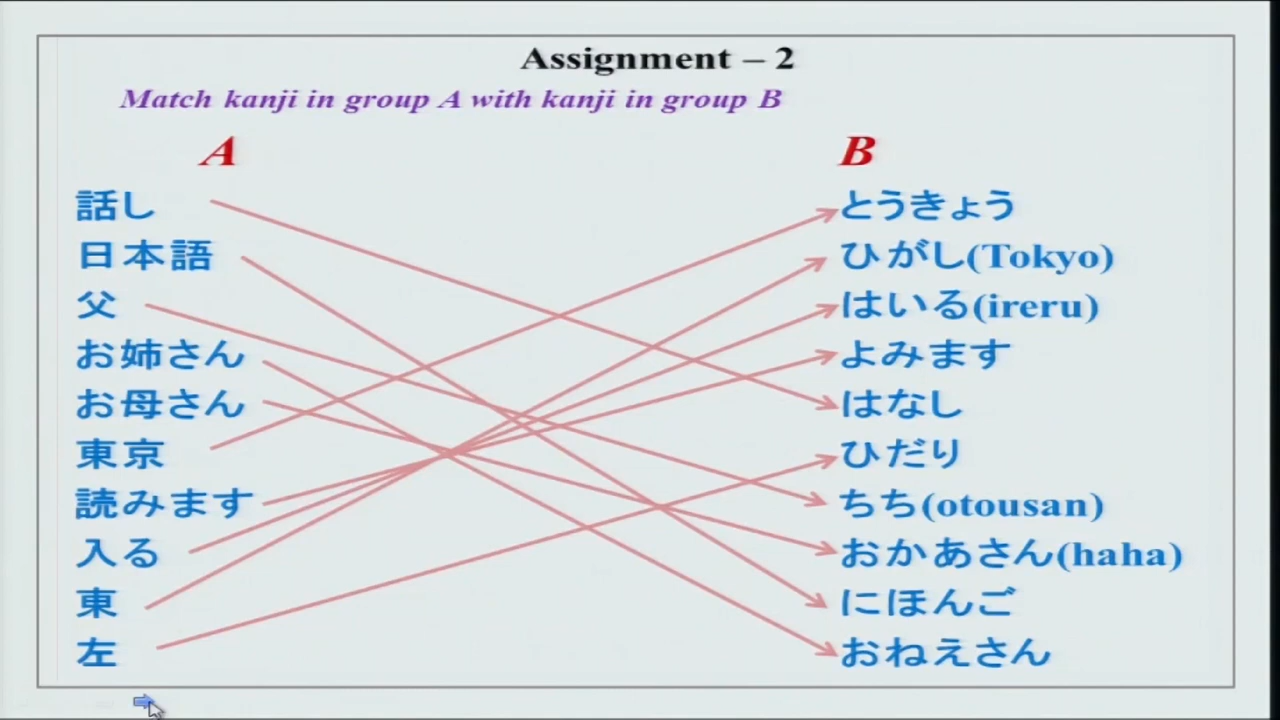 Assignment – 2
Match kanji in group A with kanji in group B
A B
話し とうきょう
日本語 ひがし(Tokyo)
父 はいる(ireru)
お姉さん よみます
お母さん はなし
東京 ひだり
読みます ちち(otousan)
入る おかあさん(haha)
東 にほんご
左 おねえさん